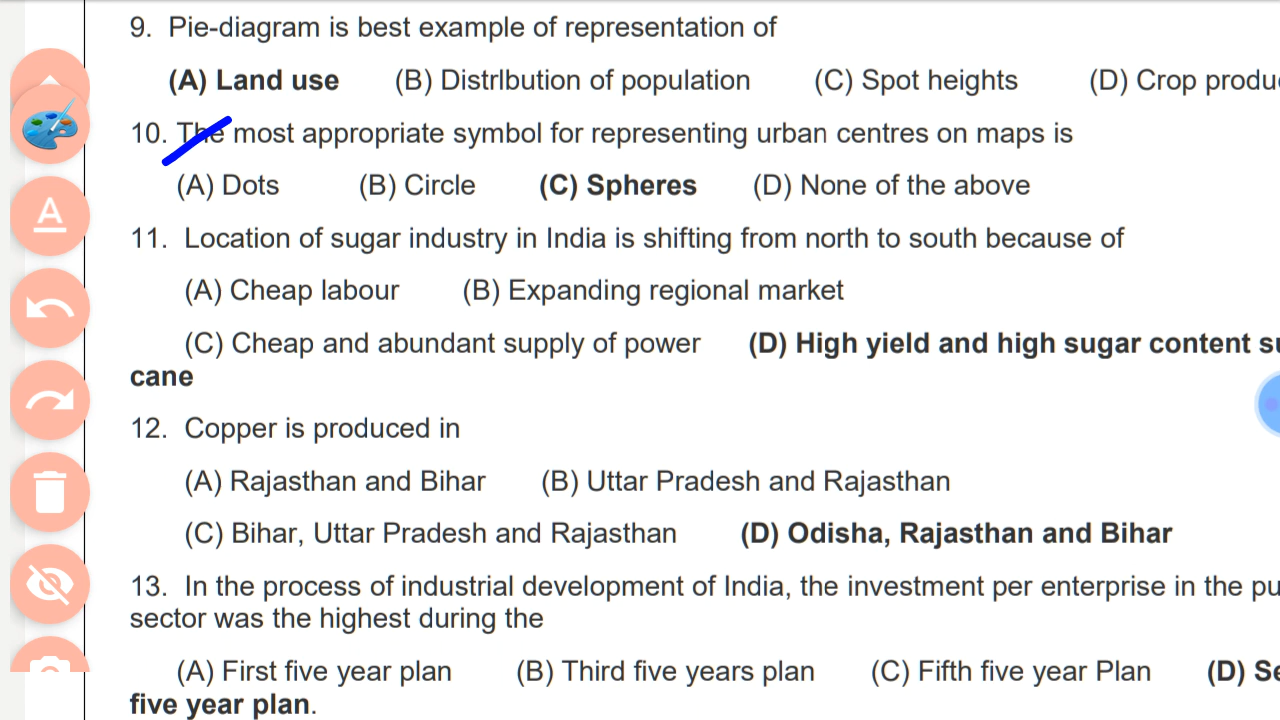 9. Pie-diagram is best example of representation of
(A) Land use (B) DistrIbution of population (C) Spot heights (D) Crop produ
10. The most appropriate symbol for representing urban centres on maps is
(A) Dots (B) Circle (C) Spheres (D) None of the above
11. Location of sugar industry in India is shifting from north to south because of
(A) Cheap labour (B) Expanding regional market
(C) Cheap and abundant supply of power (D) High yield and high sugar content su
cane
12. Copper is produced in
(A) Rajasthan and Bihar (B) Uttar Pradesh and Rajasthan
(C) Bihar, Uttar Pradesh and Rajasthan (D) Odisha, Rajasthan and Bihar
13. In the process of industrial development of India, the investment per enterprise in the pu
sector was the highest during the
(A) First five year plan (B) Third five years plan (C) Fifth five year Plan (D) Se
five year plan.